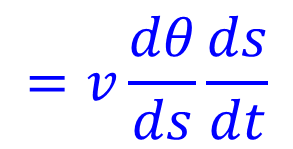 = v dθ/ds ds/dt